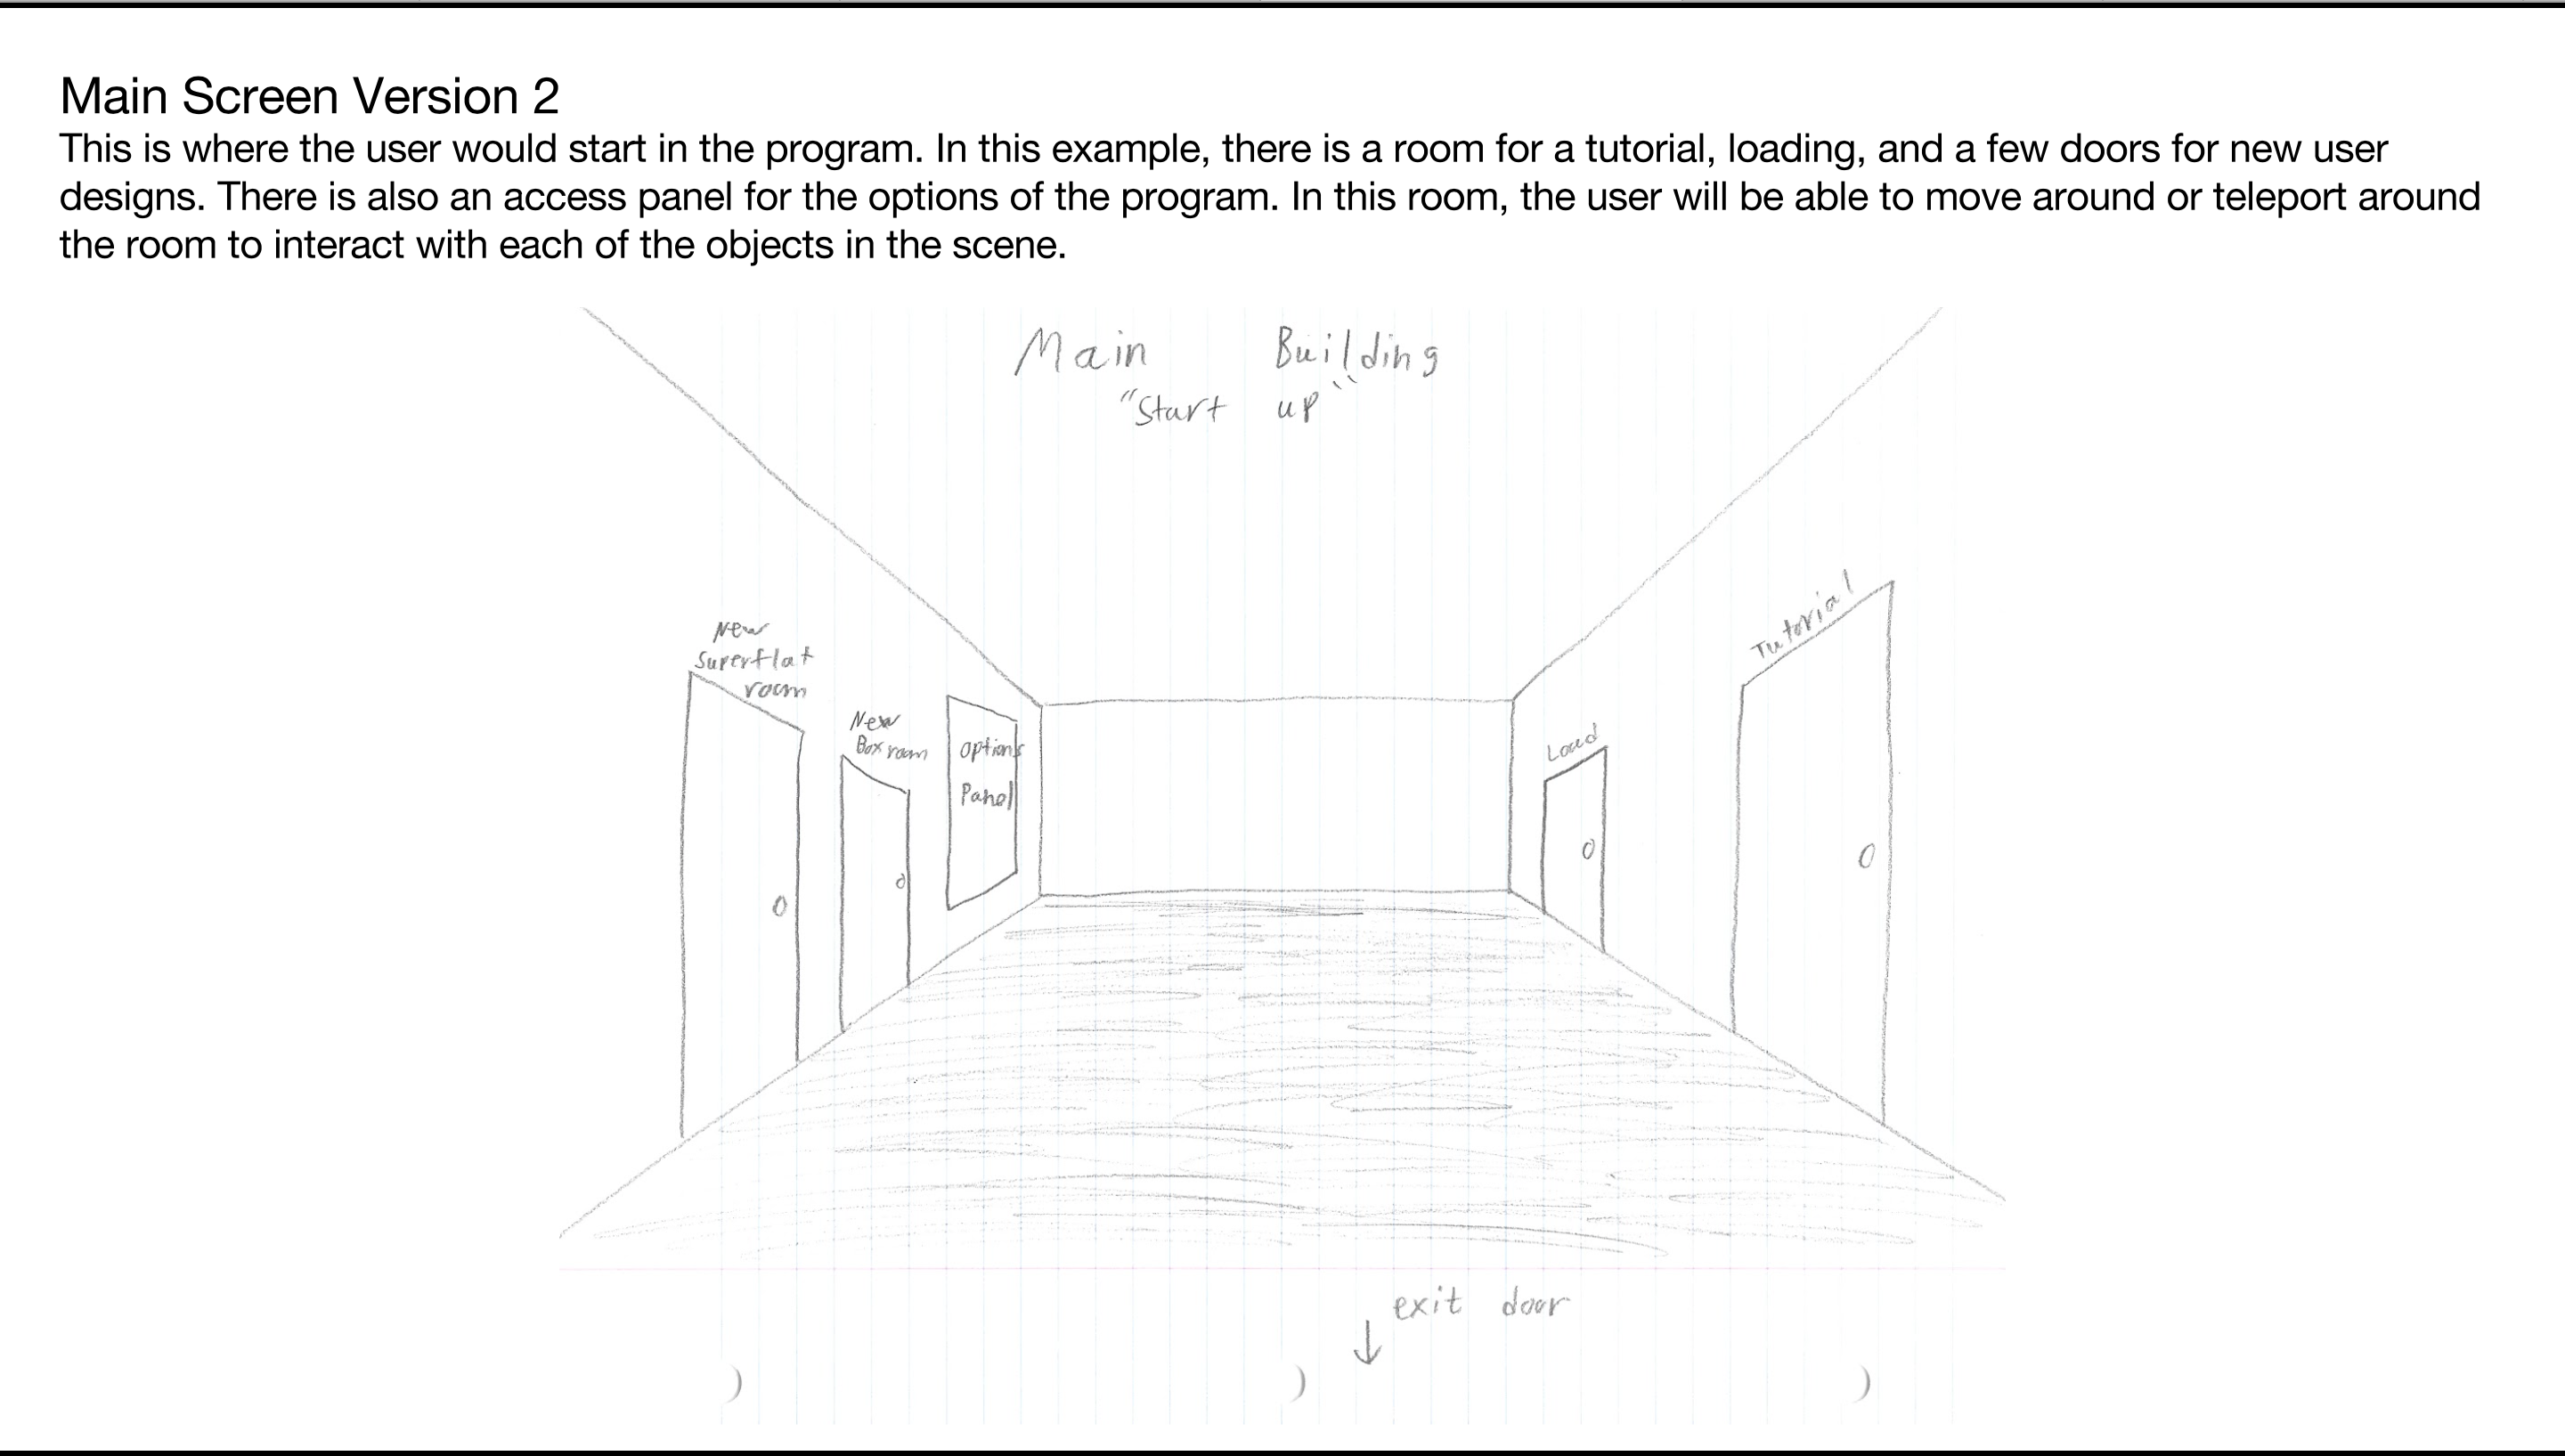 Main Screen Version 2
This is where the user would start in the program. In this example, there is a room for a tutorial, loading, and a few doors for new user
designs. There is also an access panel for the options of the program. In this room, the user will be able to move around or teleport around
the room to interact with each of the objects in the scene.
Main Building
"Start up"
New
Superflat
room
New
Box room
Options
Panel
Load
Tutorial
exit door